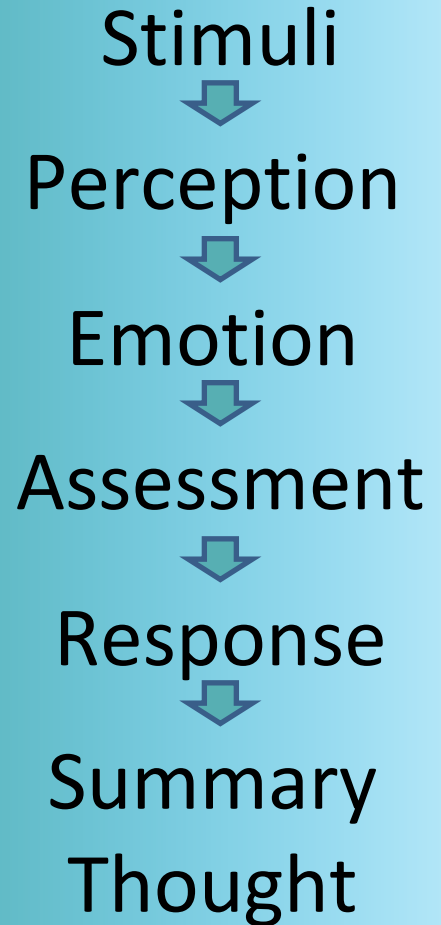 Stimuli
Perception
Emotion
Assessment
Response
Summary
Thought